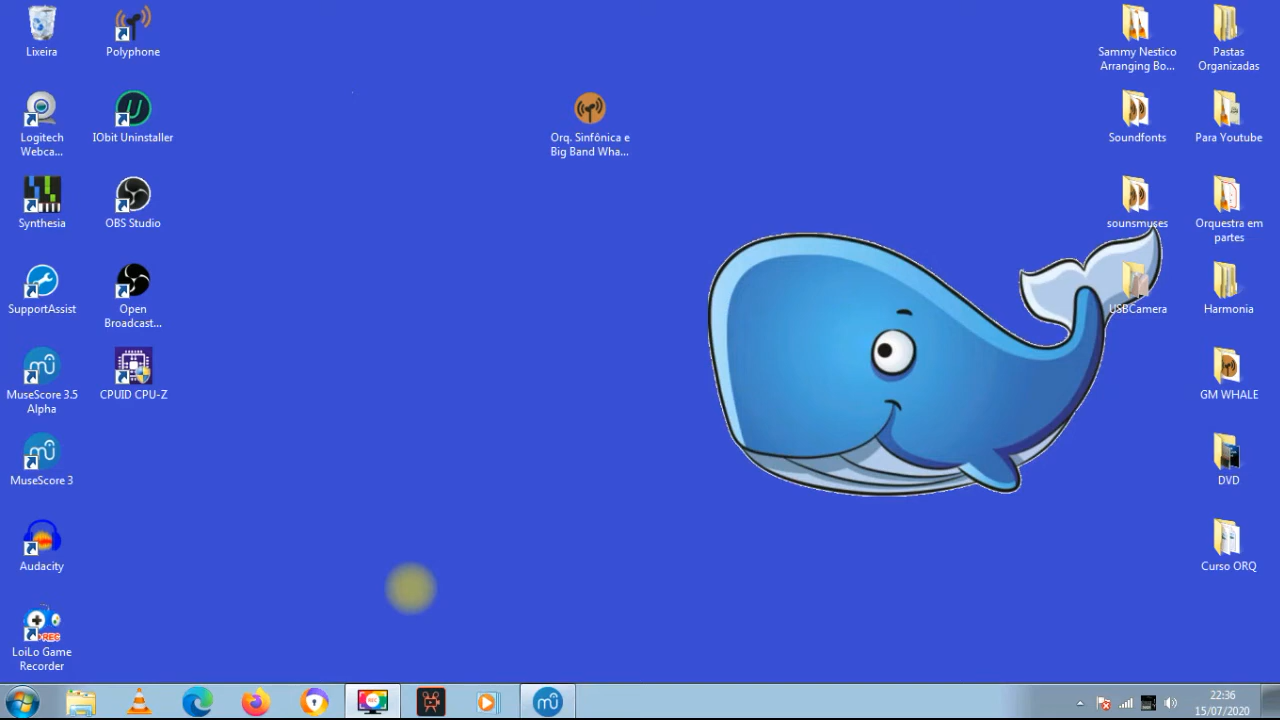 Lixeira
Polyphone
Logitech
Webca...
IObit Uninstaller
Synthesia
OBS Studio
SupportAssist
Open
Broadcast...
MuseScore 3.5
Alpha
CPUID CPU-Z
MuseScore 3
Audacity
REC
LoiLo Game
Recorder
Orq. Sinfônica e
Big Band Wha...
Sammy Nestico
Arranging Bo...
Pastas
Organizadas
Soundfonts
Para Youtube
sounsmuses
Orquestra em
partes
USBCamera
Harmonia
GM WHALE
DVD
Curso ORQ
REC
22:36
15/07/2020